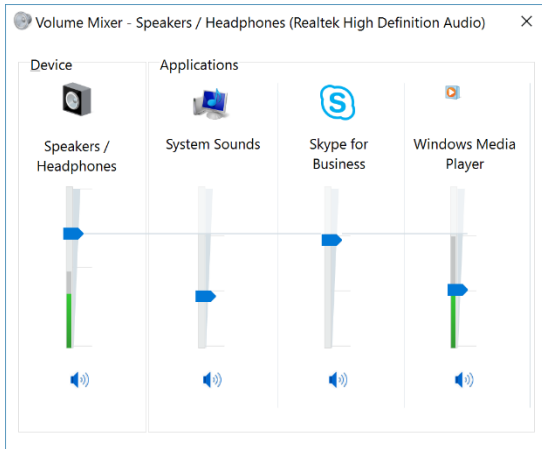 Volume Mixer - Speakers / Headphones (Realtek High Definition Audio)
Device
Applications
Speakers /
Headphones
System Sounds
Skype for
Business
Windows Media
Player